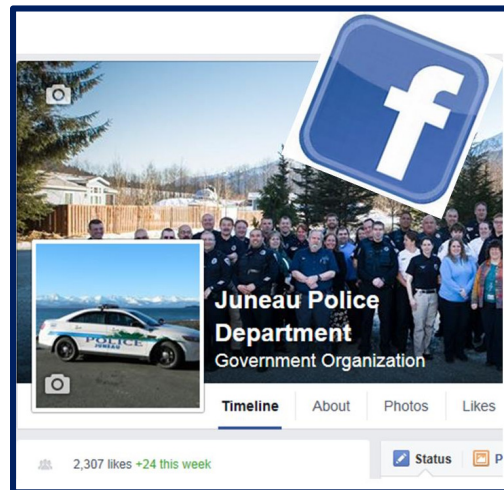 f
POLICE
JUNEAU
Juneau Police
Department
Government Organization
Timeline About Photos Likes
2,307 likes +24 this week
Status P